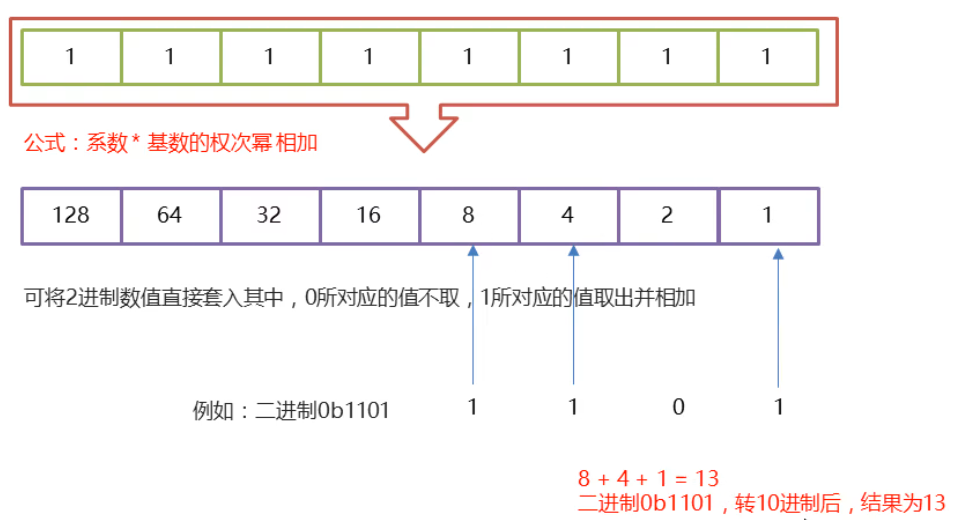 1 1 1 1 1 1 1 1
公式：系数* 基数的权次幂 相加
128 64 32 16 8 4 2 1
可将2进制数值直接套入其中，0所对应的值不取，1所对应的值取出并相加
例如：二进制0b1101 1 1 0 1
8 + 4 + 1 = 13
二进制0b1101，转10进制后，结果为13